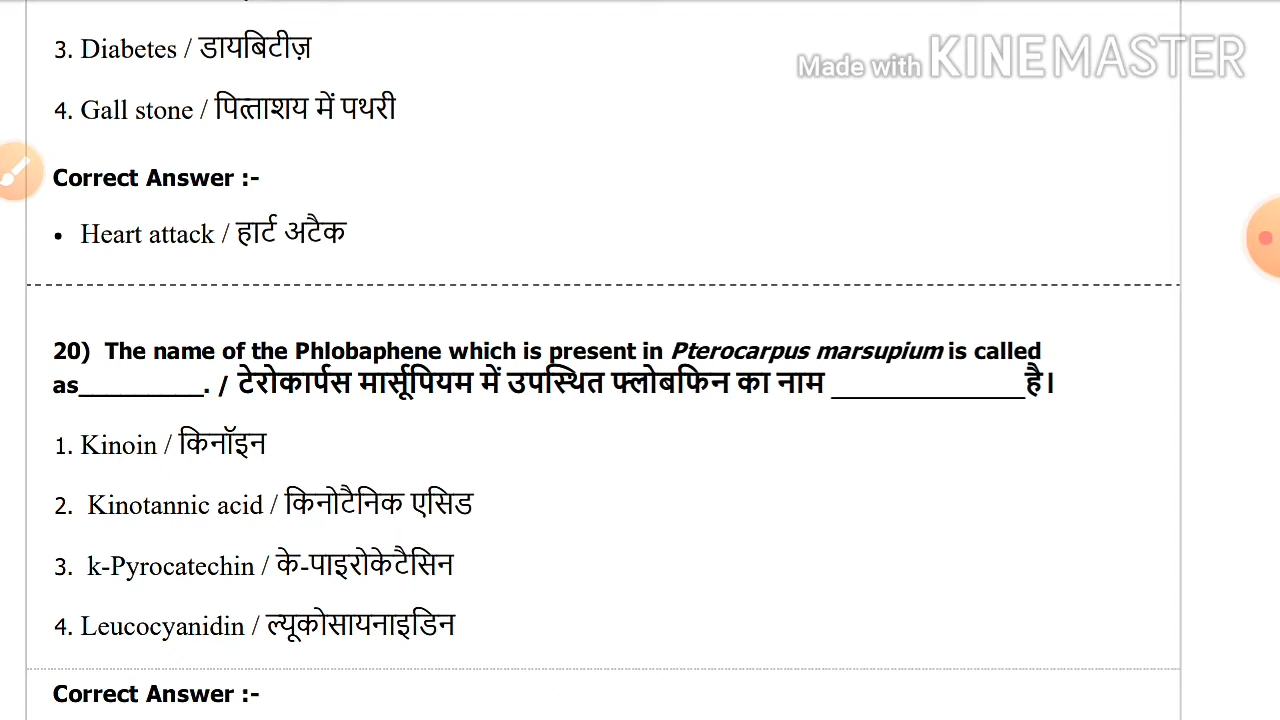 3. Diabetes / डायबिटीज़
Made with KINEMASTER
4. Gall stone / पित्ताशय में पथरी
Correct Answer :-
• Heart attack / हार्ट अटैक
20) The name of the Phlobaphene which is present in Pterocarpus marsupium is called
as__________. / टेरोकार्पस मार्सूपियम में उपस्थित फ्लोबफिन का नाम ______________है।
1. Kinoin / किनॉइन
2. Kinotannic acid / किनोटैनिक एसिड
3. k-Pyrocatechin / के-पाइरोकेटैसिन
4. Leucocyanidin / ल्यूकोसायनाइडिन
Correct Answer :-